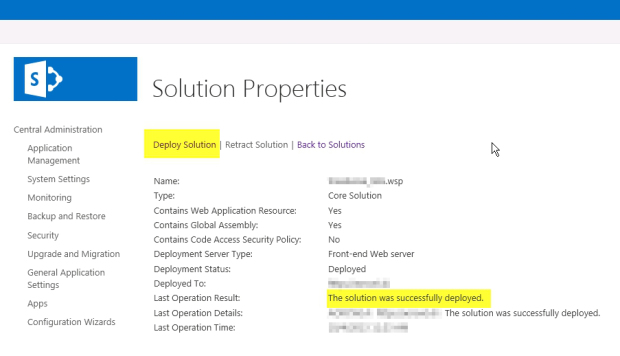 S
Solution Properties
Central Administration
Application
Management
System Settings
Monitoring
Backup and Restore
Security
Upgrade and Migration
General Application
Settings
Apps
Configuration Wizards
Deploy Solution | Retract Solution | Back to Solutions
Name: .wsp
Type: Core Solution
Contains Web Application Resource: Yes
Contains Global Assembly: Yes
Contains Code Access Security Policy: No
Deployment Server Type: Front-end Web server
Deployment Status: Deployed
Deployed To:
Last Operation Result: The solution was successfully deployed.
Last Operation Details: The solution was successfully deployed.
Last Operation Time: